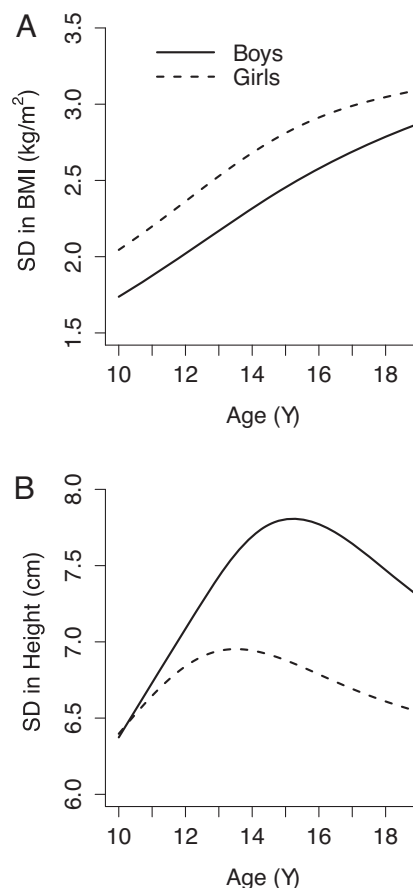 A
Boys
Girls
SD in BMI (kg/m²)
3.5
3.0
2.5
2.0
1.5
10 12 14 16 18
Age (Y)
B
SD in Height (cm)
8.0
7.5
7.0
6.5
6.0
10 12 14 16 18
Age (Y)